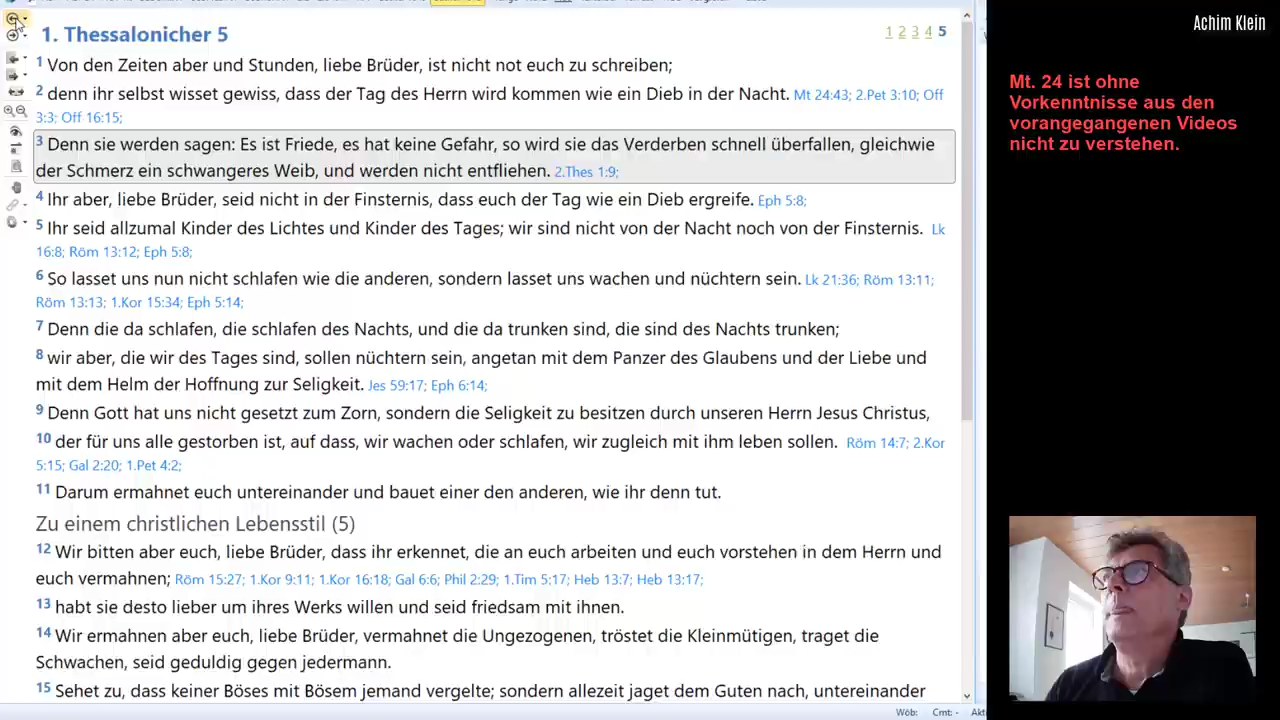 1. Thessalonicher 5
1 2 3 4 5
1 Von den Zeiten aber und Stunden, liebe Brüder, ist nicht not euch zu schreiben;
2 denn ihr selbst wisset gewiss, dass der Tag des Herrn wird kommen wie ein Dieb in der Nacht. Mt 24:43; 2.Pet 3:10; Off
3:3; Off 16:15;
3 Denn sie werden sagen: Es ist Friede, es hat keine Gefahr, so wird sie das Verderben schnell überfallen, gleichwie
der Schmerz ein schwangeres Weib, und werden nicht entfliehen. 2.Thes 1:9;
4 Ihr aber, liebe Brüder, seid nicht in der Finsternis, dass euch der Tag wie ein Dieb ergreife. Eph 5:8;
5 Ihr seid allzumal Kinder des Lichtes und Kinder des Tages; wir sind nicht von der Nacht noch von der Finsternis. Lk
16:8; Röm 13:12; Eph 5:8;
6 So lasset uns nun nicht schlafen wie die anderen, sondern lasset uns wachen und nüchtern sein. Lk 21:36; Röm 13:11;
Röm 13:13; 1.Kor 15:34; Eph 5:14;
7 Denn die da schlafen, die schlafen des Nachts, und die da trunken sind, die sind des Nachts trunken;
8 wir aber, die wir des Tages sind, sollen nüchtern sein, angetan mit dem Panzer des Glaubens und der Liebe und
mit dem Helm der Hoffnung zur Seligkeit. Jes 59:17; Eph 6:14;
9 Denn Gott hat uns nicht gesetzt zum Zorn, sondern die Seligkeit zu besitzen durch unseren Herrn Jesus Christus,
10 der für uns alle gestorben ist, auf dass, wir wachen oder schlafen, wir zugleich mit ihm leben sollen. Röm 14:7; 2.Kor
5:15; Gal 2:20; 1.Pet 4:2;
11 Darum ermahnet euch untereinander und bauet einer den anderen, wie ihr denn tut.
Zu einem christlichen Lebensstil (5)
12 Wir bitten aber euch, liebe Brüder, dass ihr erkennet, die an euch arbeiten und euch vorstehen in dem Herrn und
euch vermahnen; Röm 15:27; 1.Kor 9:11; 1.Kor 16:18; Gal 6:6; Phil 2:29; 1.Tim 5:17; Heb 13:7; Heb 13:17;
13 habt sie desto lieber um ihres Werks willen und seid friedsam mit ihnen.
14 Wir ermahnen aber euch, liebe Brüder, vermahnet die Ungezogenen, tröstet die Kleinmütigen, traget die
Schwachen, seid geduldig gegen jedermann.
15 Sehet zu, dass keiner Böses mit Bösem jemand vergelte; sondern allezeit jaget dem Guten nach, untereinander
Wöb: Cmt: -
Achim Klein
Mt. 24 ist ohne
Vorkenntnisse aus den
vorangegangenen Videos
nicht zu verstehen.